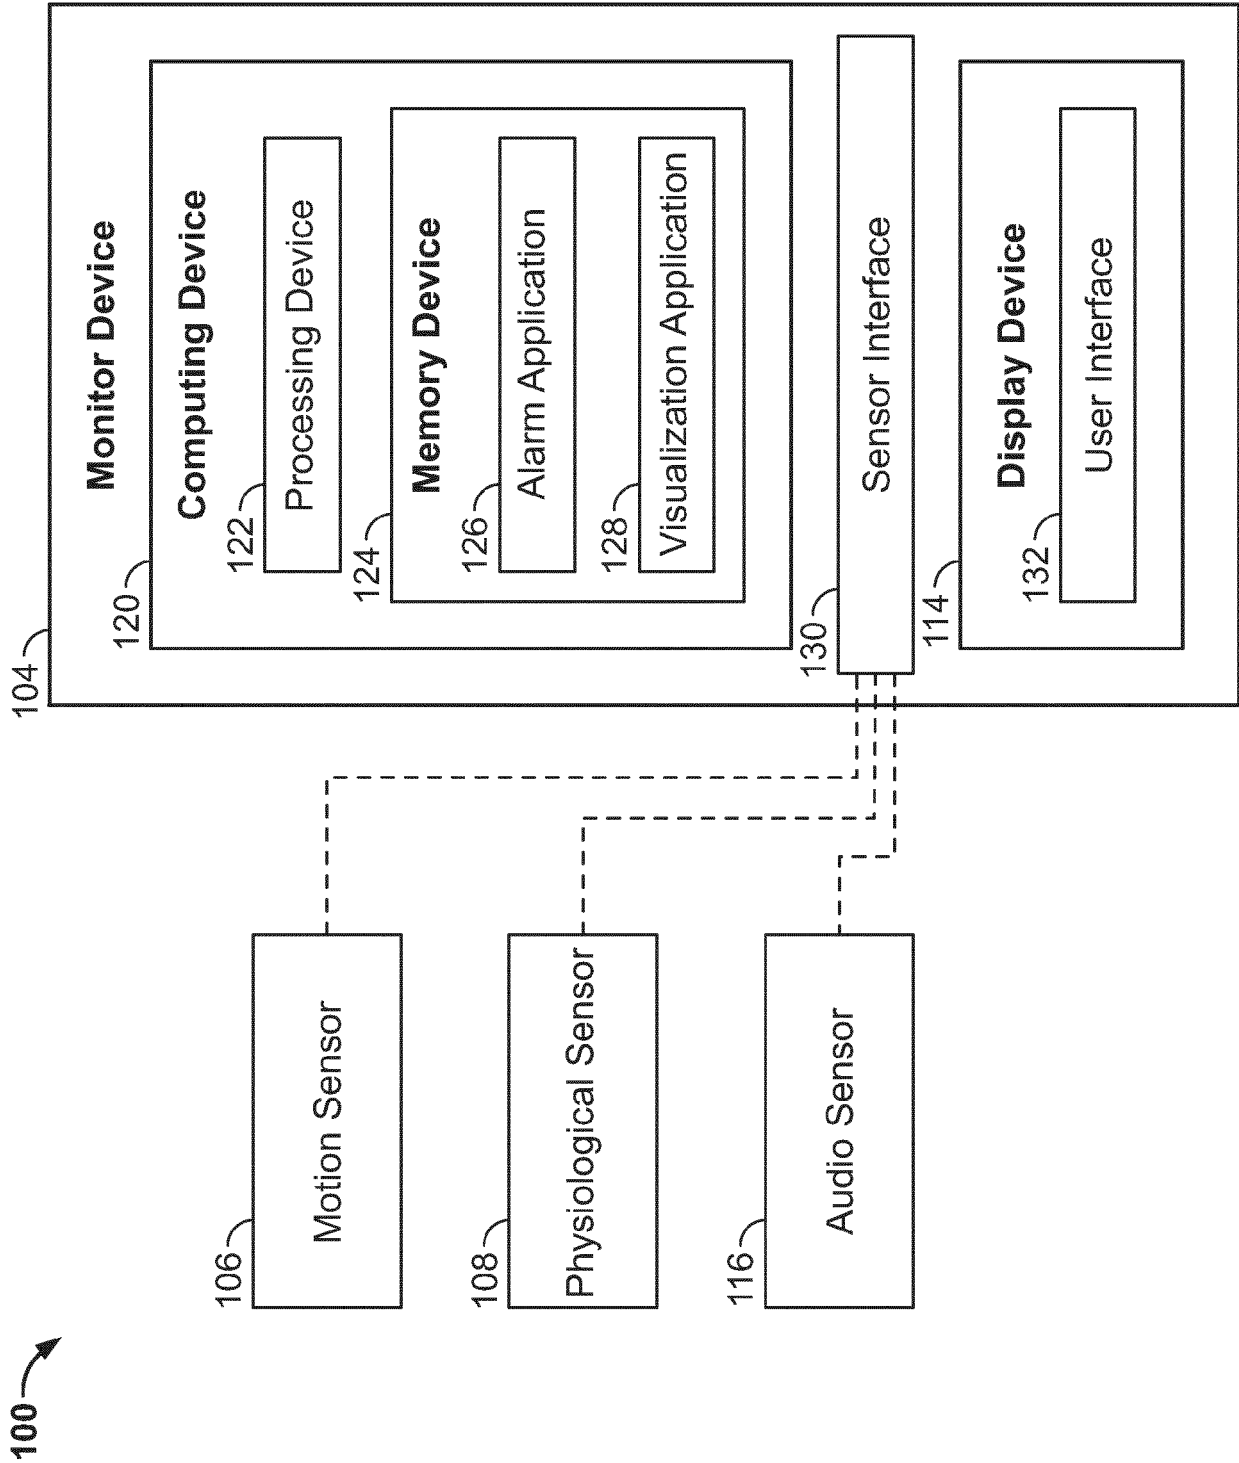 100
106
Motion Sensor
108
Physiological Sensor
116
Audio Sensor
104
Monitor Device
120
Computing Device
122
Processing Device
124
Memory Device
126
Alarm Application
128
Visualization Application
130
Sensor Interface
114
Display Device
132
User Interface